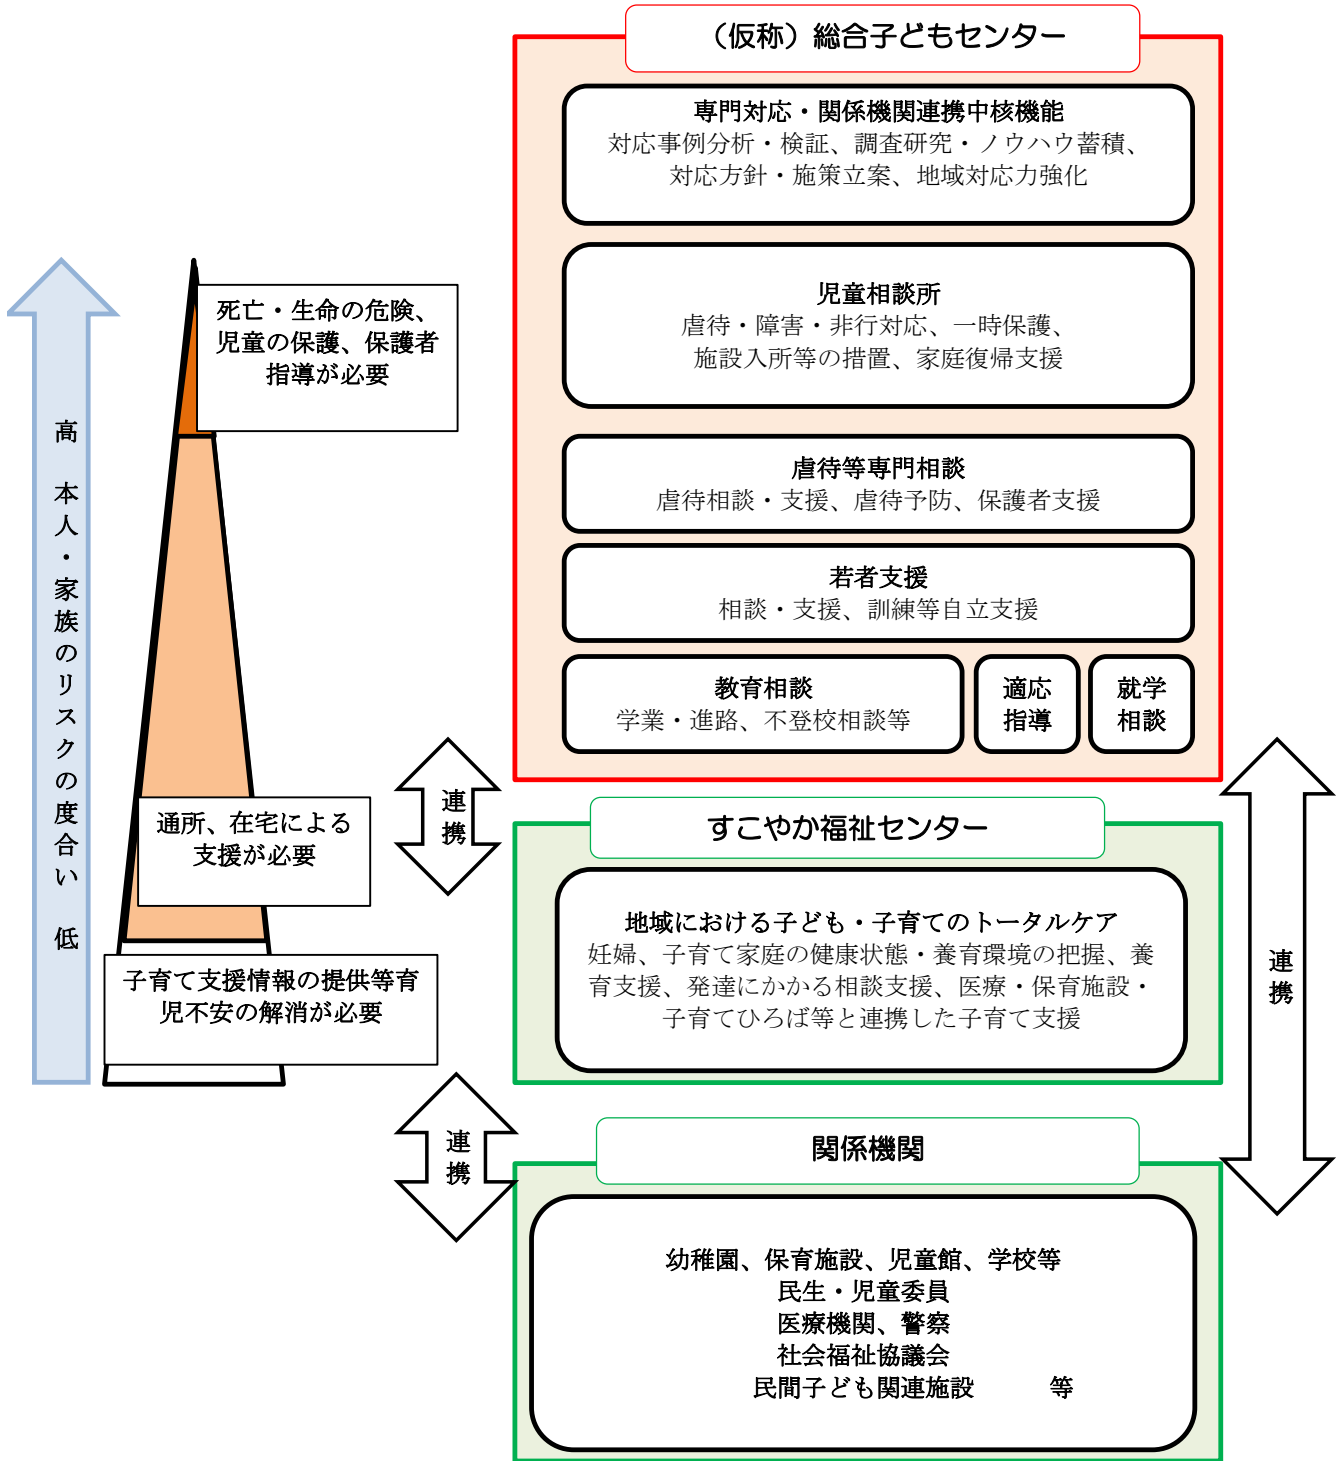 （仮称）総合子どもセンター
専門対応・関係機関連携中核機能
対応事例分析・検証、調査研究・ノウハウ蓄積、
対応方針・施策立案、地域対応力強化
児童相談所
虐待・障害・非行対応、一時保護、
施設入所等の措置、家庭復帰支援
虐待等専門相談
虐待相談・支援、虐待予防、保護者支援
若者支援
相談・支援、訓練等自立支援
教育相談
学業・進路、不登校相談等
適応
指導
就学
相談
高　本人・家族のリスクの度合い　低
死亡・生命の危険、
児童の保護、保護者
指導が必要
通所、在宅による
支援が必要
子育て支援情報の提供等育
児不安の解消が必要
連携
すこやか福祉センター
地域における子ども・子育てのトータルケア
妊婦、子育て家庭の健康状態・養育環境の把握、養
育支援、発達にかかる相談支援、医療・保育施設・
子育てひろば等と連携した子育て支援
連携
連携
関係機関
幼稚園、保育施設、児童館、学校等
民生・児童委員
医療機関、警察
社会福祉協議会
民間子ども関連施設　　　等